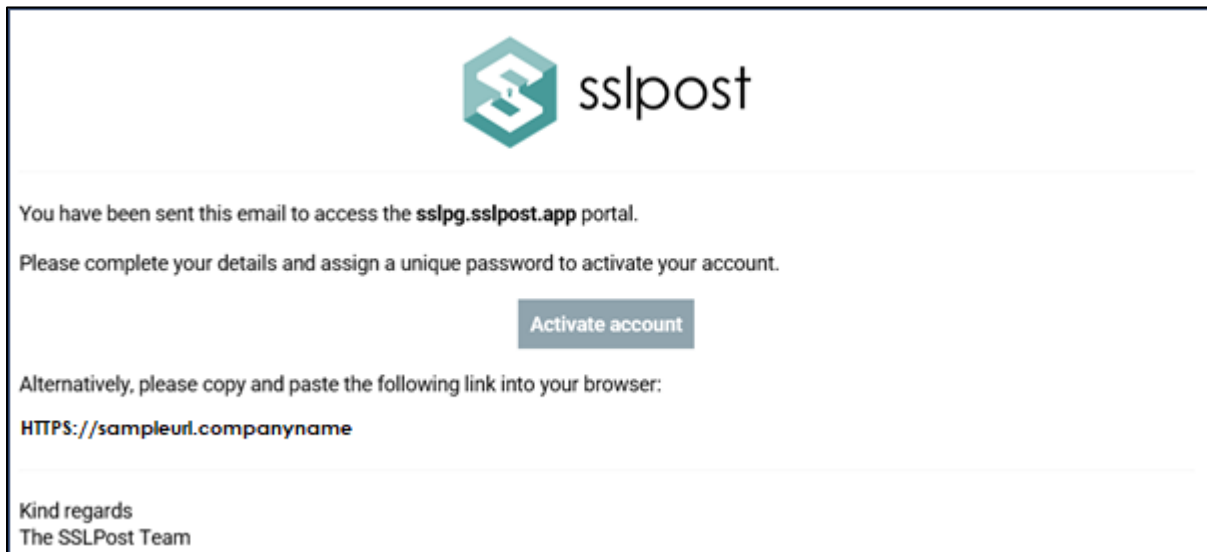 sslpost
You have been sent this email to access the sslpg.sslpost.app portal.
Please complete your details and assign a unique password to activate your account.
Activate account
Alternatively, please copy and paste the following link into your browser:
HTTPS://sampleurl.companyname
Kind regards
The SSLPost Team